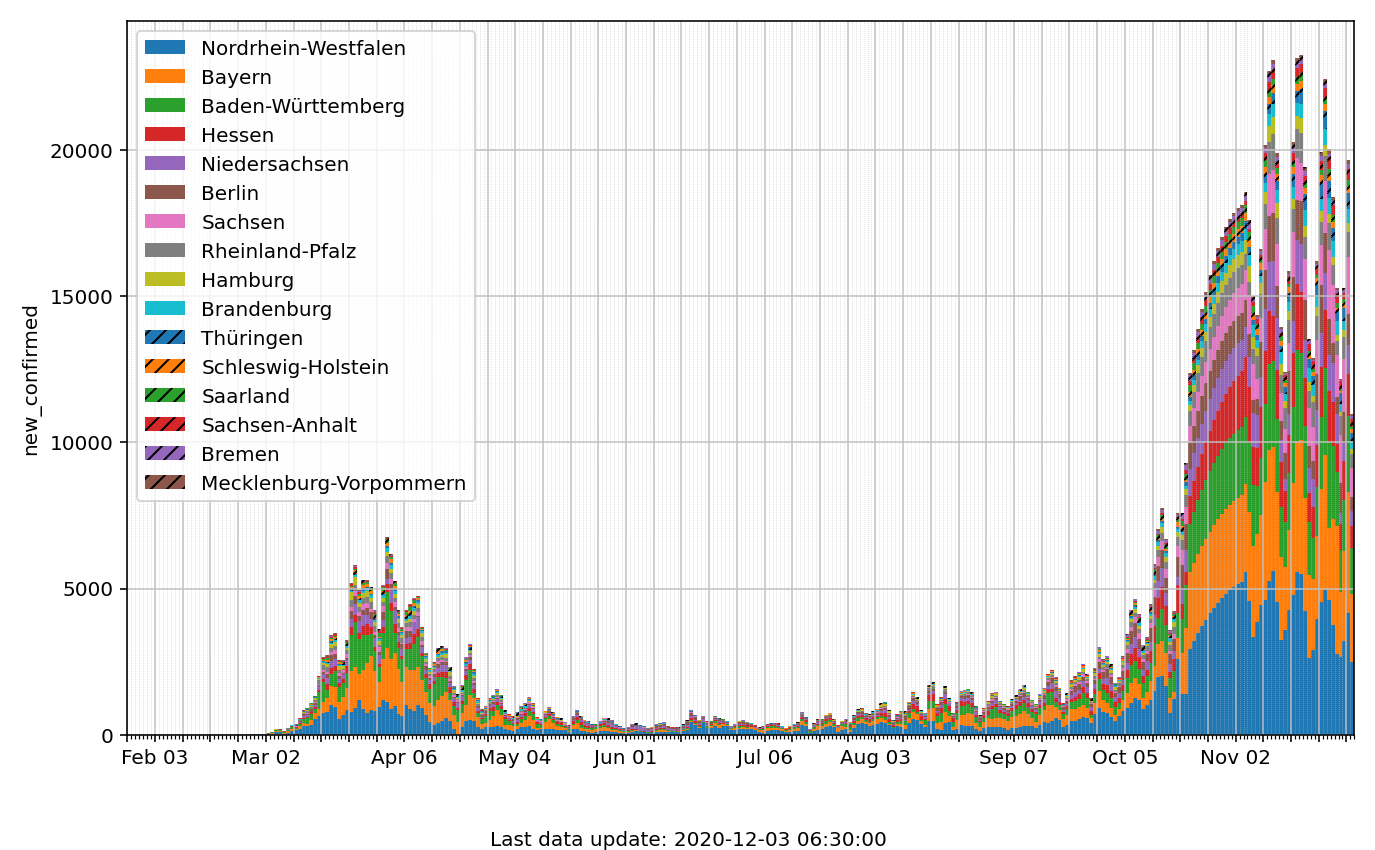 new_confirmed
20000
15000
10000
5000
0
Nordrhein-Westfalen
Bayern
Baden-Württemberg
Hessen
Niedersachsen
Berlin
Sachsen
Rheinland-Pfalz
Hamburg
Brandenburg
Thüringen
Schleswig-Holstein
Saarland
Sachsen-Anhalt
Bremen
Mecklenburg-Vorpommern
Feb 03 Mar 02 Apr 06 May 04 Jun 01 Jul 06 Aug 03 Sep 07 Oct 05 Nov 02
Last data update: 2020-12-03 06:30:00